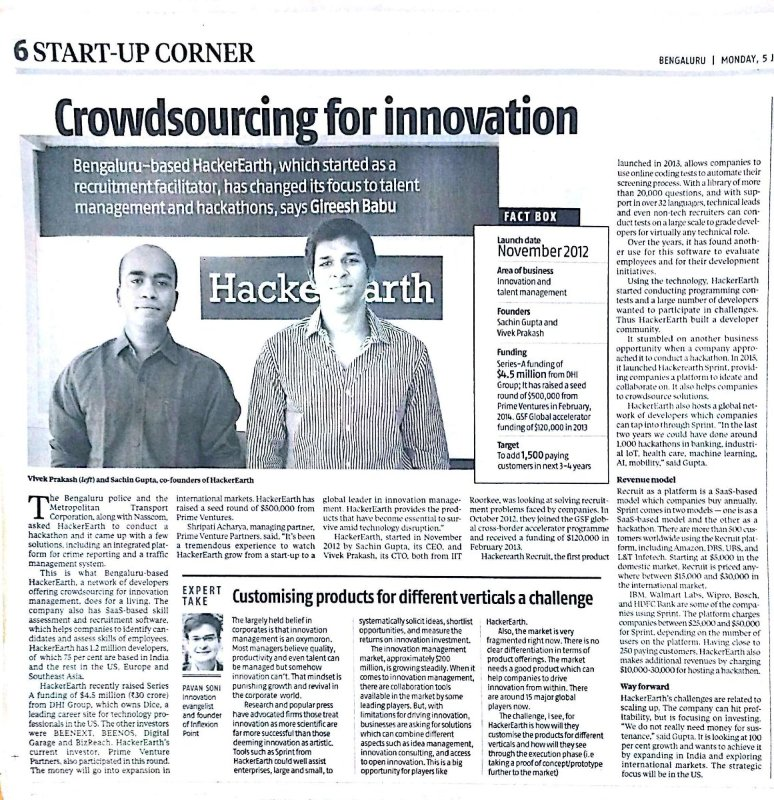 6 START-UP CORNER
BENGALURU | MONDAY, 5 J
Crowdsourcing for innovation
Bengaluru-based HackerEarth, which started as a
recruitment facilitator, has changed its focus to talent
management and hackathons, says Gireesh Babu
HackerEarth
Vivek Prakash (left) and Sachin Gupta, co-founders of HackerEarth
FACT BOX
Launch date
November 2012
Area of business
Innovation and
talent management
Founders
Sachin Gupta and
Vivek Prakash
Funding
Series-A funding of
$4.5 million from DHI
Group; It has raised a seed
round of $500,000 from
Prime Ventures in February,
2014. GSF Global accelerator
funding of $120,000 in 2013
Target
To add 1,500 paying
customers in next 3-4 years
The Bengaluru police and the
Metropolitan Transport
Corporation, along with Nasscom,
asked HackerEarth to conduct a
hackathon and it came up with a few
solutions, including an integrated plat-
form for crime reporting and a traffic
management system.
This is what Bengaluru-based
HackerEarth, a network of developers
offering crowdsourcing for innovation
management, does for a living. The
company also has SaaS-based skill
assessment and recruitment software,
which helps companies to identify can-
didates and assess skills of employees.
HackerEarth has 1.2 million developers,
of which 75 per cent are based in India
and the rest in the US, Europe and
Southeast Asia.
HackerEarth recently raised Series
A funding of $4.5 million (₹30 crore)
from DHI Group, which owns Dice, a
leading career site for technology pro-
fessionals in the US. The other investors
were BEENEXT, BEENOS, Digital
Garage and BizReach. HackerEarth's
current investor, Prime Venture
Partners, also participated in this round.
The money will go into expansion in
international markets. HackerEarth has
raised a seed round of $500,000 from
Prime Ventures.
Shripati Acharya, managing partner,
Prime Venture Partners, said, "It's been
a tremendous experience to watch
HackerEarth grow from a start-up to a
global leader in innovation manage-
ment. HackerEarth provides the prod-
ucts that have become essential to sur-
vive amid technology disruption."
HackerEarth, started in November
2012 by Sachin Gupta, its CEO, and
Vivek Prakash, its CTO, both from IIT
Roorkee, was looking at solving recruit-
ment problems faced by companies. In
October 2012, they joined the GSF glob-
al cross-border accelerator programme
and received a funding of $120,000 in
February 2013.
Hackerearth Recruit, the first product
launched in 2013, allows companies to
use online coding tests to automate their
screening process. With a library of more
than 20,000 questions, and with sup-
port in over 32 languages, technical leads
and even non-tech recruiters can con-
duct tests on a large scale to grade devel-
opers for virtually any technical role.
Over the years, it has found anoth-
er use for this software to evaluate
employees and for their development
initiatives.
Using the technology, HackerEarth
started conducting programming con-
tests and a large number of developers
wanted to participate in challenges.
Thus HackerEarth built a developer
community.
It stumbled on another business
opportunity when a company appro-
ached it to conduct a hackathon. In 2015,
it launched Hackerearth Sprint, provid-
ing companies a platform to ideate and
collaborate on. It also helps companies
to crowdsource solutions.
HackerEarth also hosts a global net-
work of developers which companies
can tap into through Sprint. "In the last
two years we could have done around
1,000 hackathons in banking, industri-
al IoT, health care, machine learning,
AI, mobility," said Gupta.
Revenue model
Recruit as a platform is a SaaS-based
model which companies buy annually.
Sprint comes in two models — one is as a
SaaS-based model and the other as a
hackathon. There are more than 500 cus-
tomers worldwide using the Recruit plat-
form, including Amazon, DBS, UBS, and
L&T Infotech. Starting at $5,000 in the
domestic market, Recruit is priced any-
where between $15,000 and $30,000 in
the international market.
IBM, Walmart Labs, Wipro, Bosch,
and HDFC Bank are some of the compa-
nies using Sprint. The platform charges
companies between $25,000 and $50,000
for Sprint, depending on the number of
users on the platform. Having close to
250 paying customers, HackerEarth also
makes additional revenues by charging
$10,000-30,000 for hosting a hackathon.
Way forward
HackerEarth's challenges are related to
scaling up. The company can hit prof-
itability, but is focusing on investing.
"We do not really need money for sus-
tenance," said Gupta. It is looking at 100
per cent growth and wants to achieve it
by expanding in India and exploring
international markets. The strategic
focus will be in the US.
EXPERT
TAKE
PAVAN SONI
Innovation
evangelist
and founder
of Inflexion
Point
Customising products for different verticals a challenge
The largely held belief in
corporates is that innovation
management is an oxymoron.
Most managers believe quality,
productivity and even talent can
be managed but somehow
innovation can't. That mindset is
punishing growth and revival in
the corporate world.
Research and popular press
have advocated firms those treat
innovation as more scientific are
far more successful than those
deeming innovation as artistic.
Tools such as Sprint from
HackerEarth could well assist
enterprises, large and small, to
systematically solicit ideas, shortlist
opportunities, and measure the
returns on innovation investment.
The innovation management
market, approximately $200
million, is growing steadily. When it
comes to innovation management,
there are collaboration tools
available in the market by some
leading players. But, with
limitations for driving innovation,
businesses are asking for solutions
which can combine different
aspects such as idea management,
innovation consulting, and access
to open innovation. This is a big
opportunity for players like
HackerEarth.
Also, the market is very
fragmented right now. There is no
clear differentiation in terms of
product offerings. The market
needs a good product which can
help companies to drive
innovation from within. There
are around 15 major global
players now.
The challenge, I see, for
HackerEarth is how will they
customise the products for different
verticals and how will they see
through the execution phase (i.e
taking a proof of concept/prototype
further to the market)